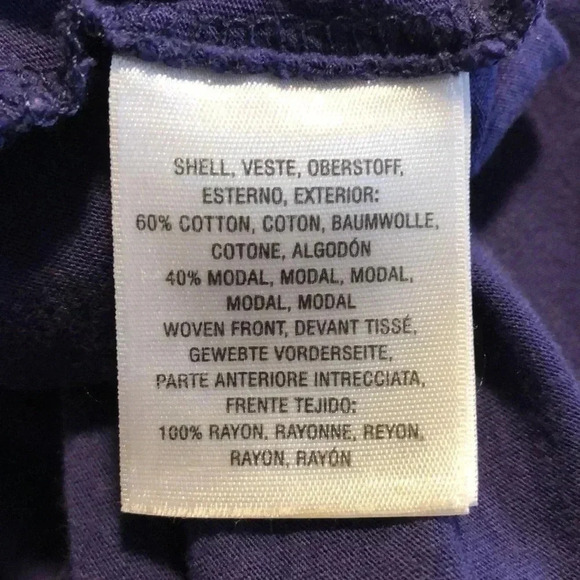 SHELL, VESTE, OBERSTOFF,
ESTERNO, EXTERIOR:
60% COTTON, COTON, BAUMWOLLE,
COTONE, ALGODÓN
40% MODAL, MODAL, MODAL,
MODAL, MODAL
WOVEN FRONT, DEVANT TISSÉ,
GEWEBTE VORDERSEITE,
PARTE ANTERIORE INTRECCIATA,
FRENTE TEJIDO:
100% RAYON, RAYONNE, REYON,
RAYON, RAYÓN